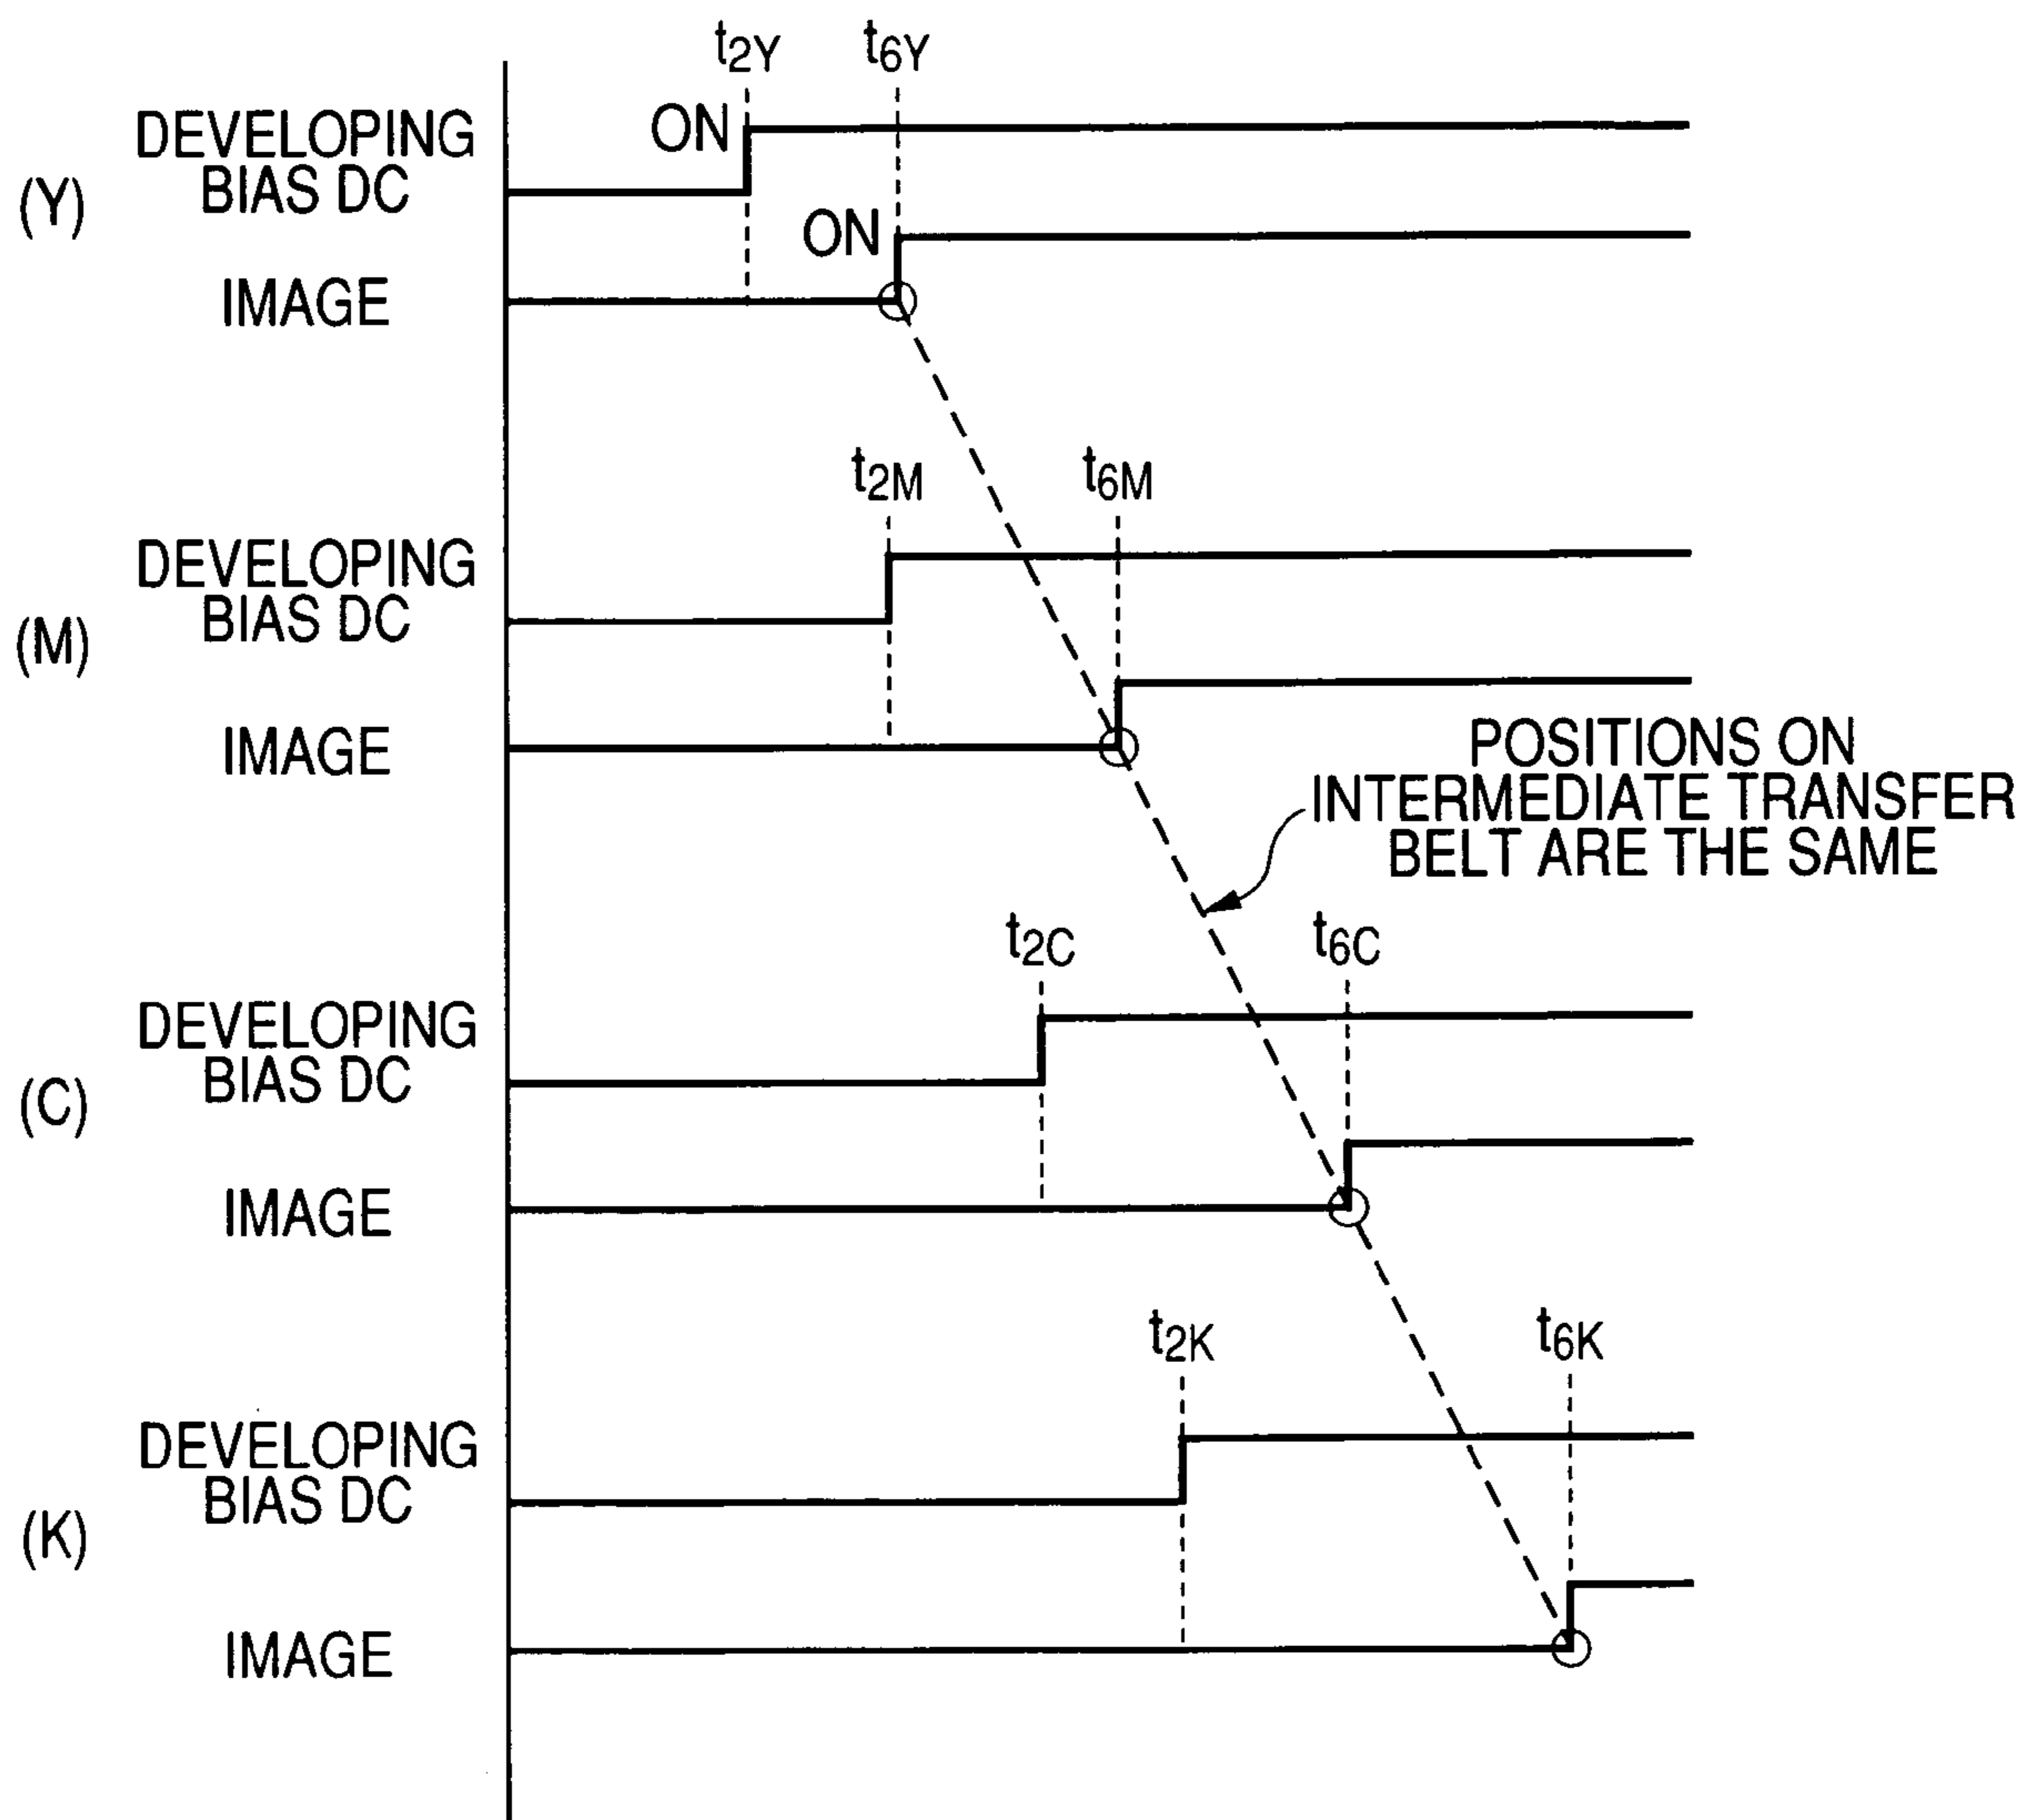 t2Y t6Y
DEVELOPING
BIAS DC
ON
(Y)
ON
IMAGE
t2M t6M
DEVELOPING
BIAS DC
(M)
IMAGE
POSITIONS ON
INTERMEDIATE TRANSFER
BELT ARE THE SAME
t2C t6C
DEVELOPING
BIAS DC
(C)
IMAGE
t2K t6K
DEVELOPING
BIAS DC
(K)
IMAGE